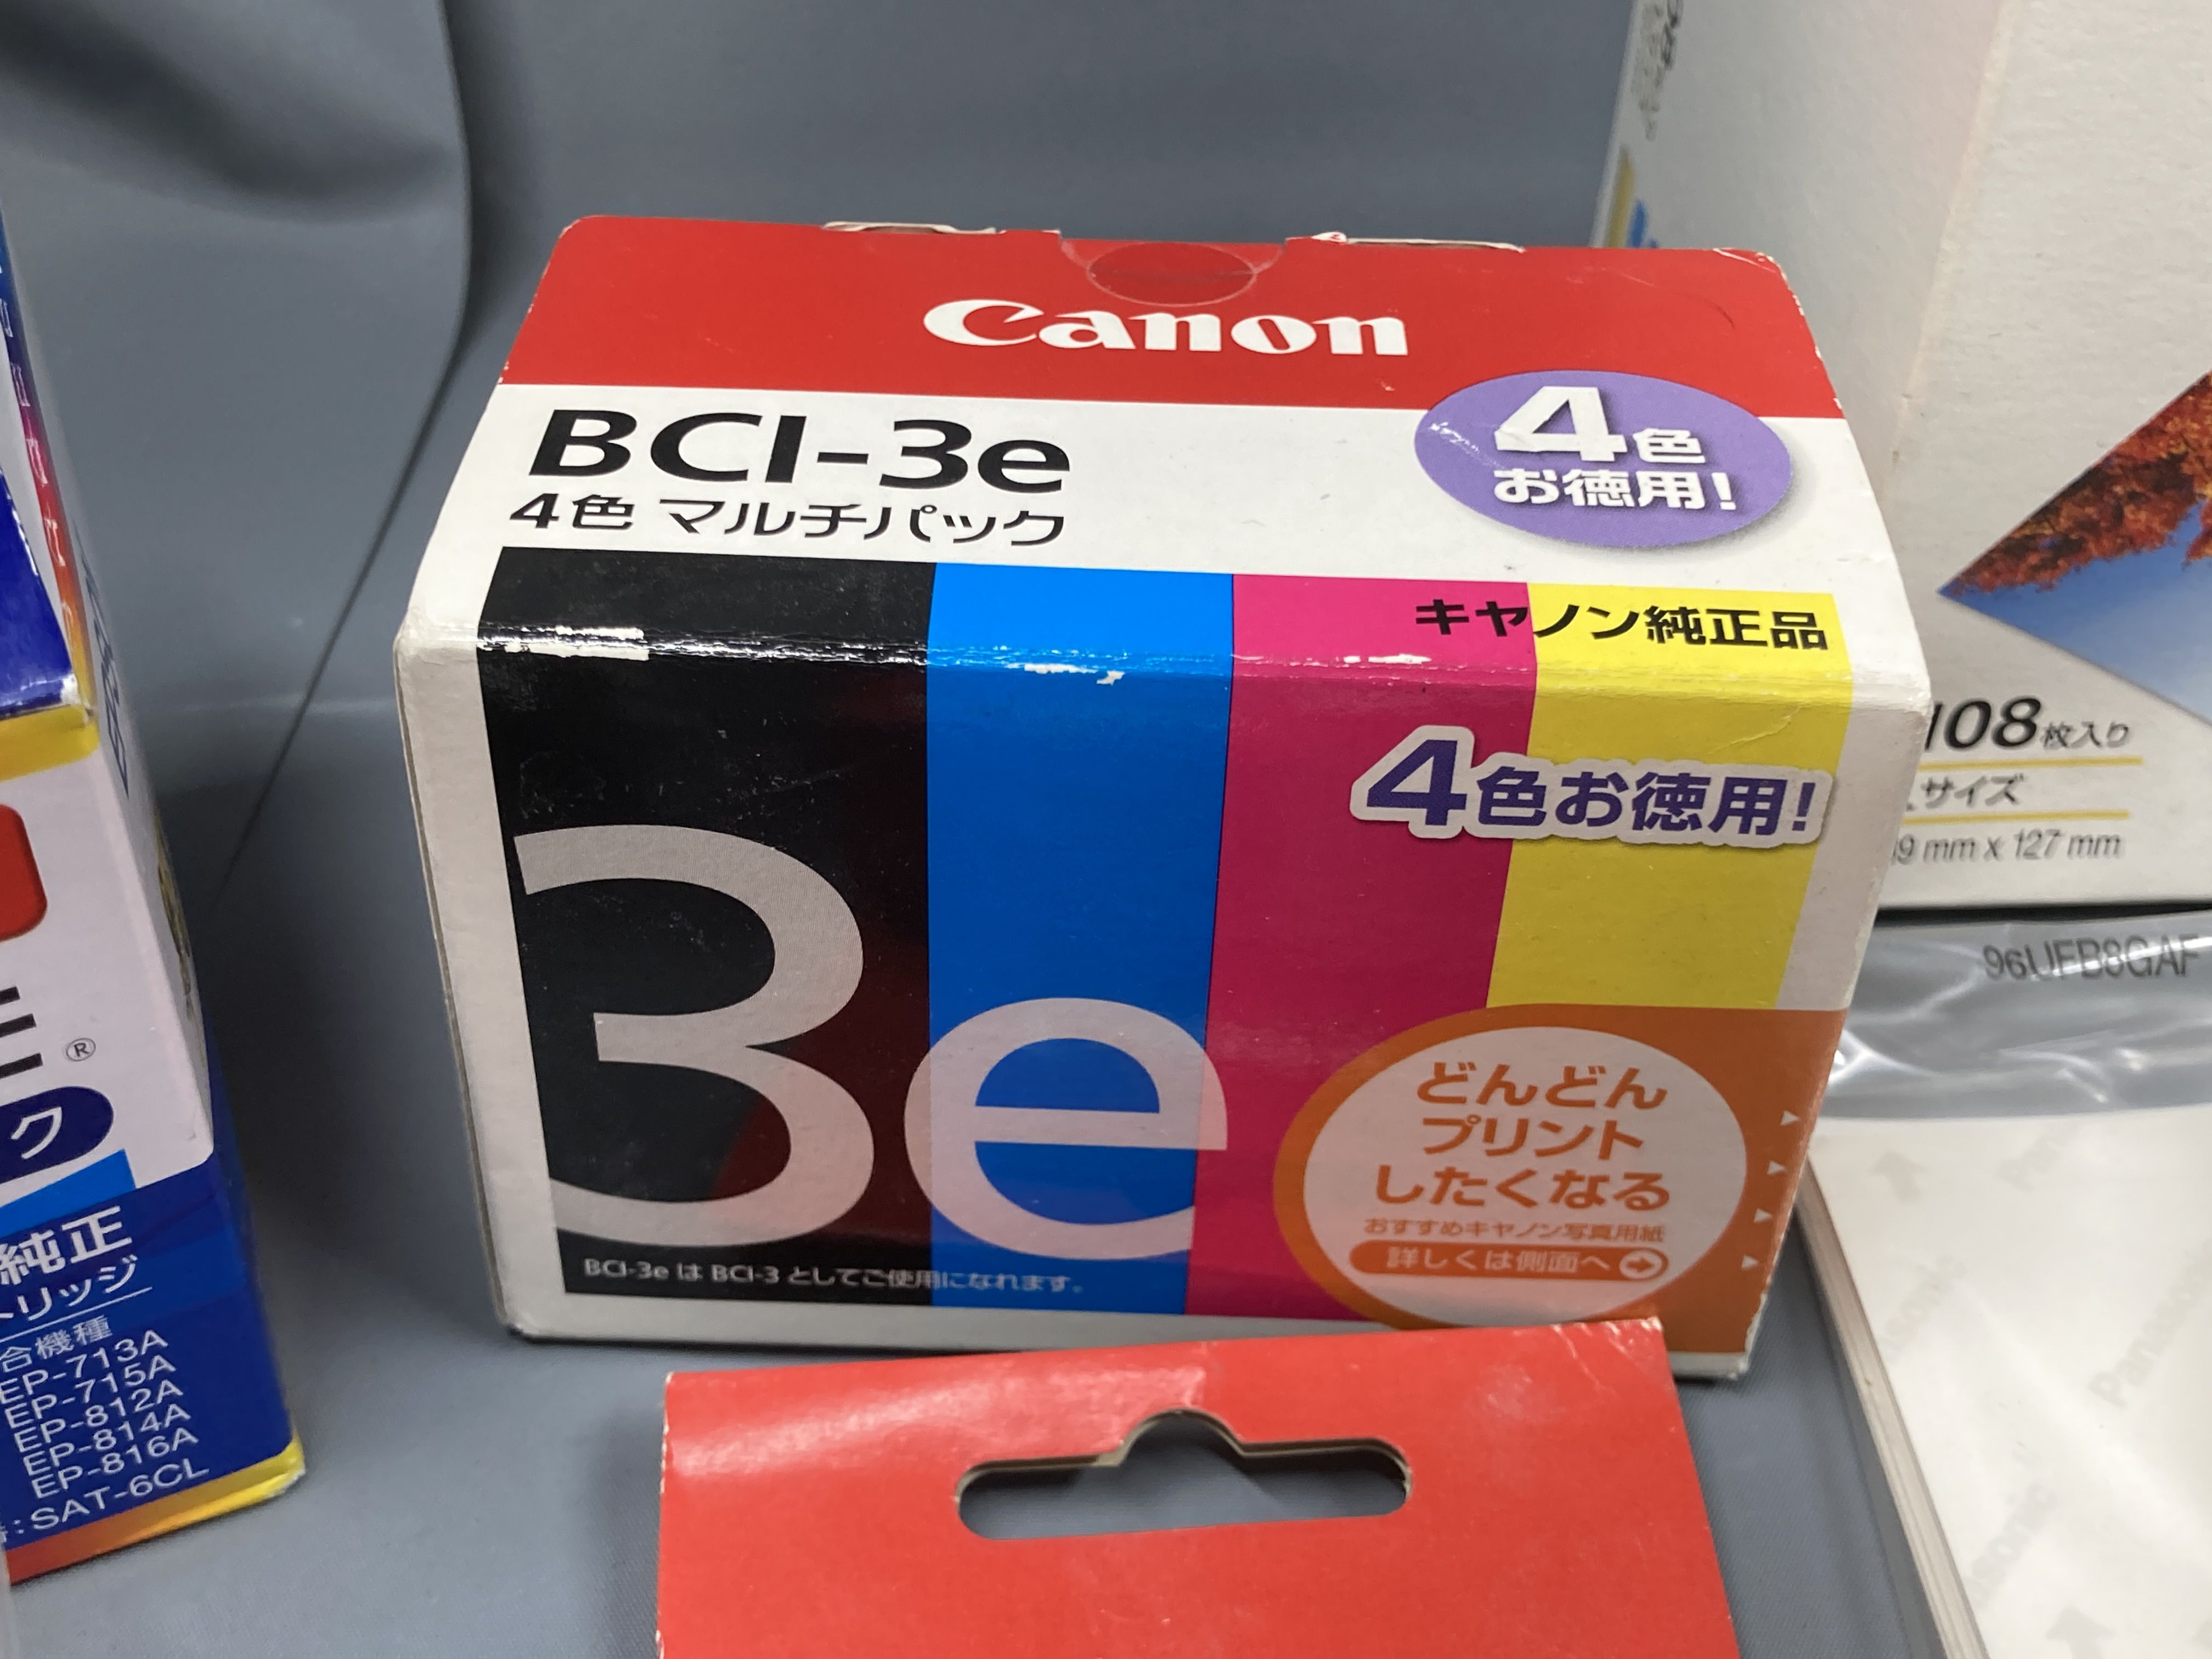 Canon
BCI-3e
4色 マルチパック
4色
お徳用!
キヤノン純正品
4色お徳用!
3e
どんどん
プリント
したくなる
おすすめキヤノン写真用紙
詳しくは側面へ
BCI-3e は BCI-3 としてご使用になれます。
®
ク
純正
トリッジ
合機種
EP-713A
EP-715A
EP-812A
EP-814A
EP-816A
:SAT-6CL
108枚入り
サイズ
9 mm x 127 mm
96UFB8GAF
Panasonic